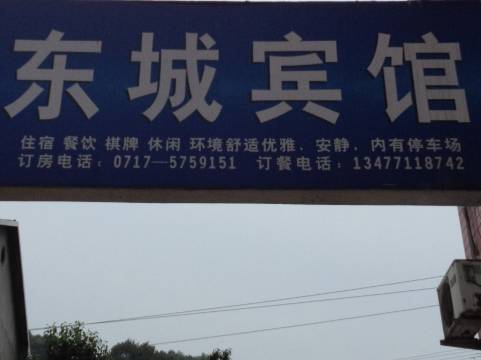 东城宾馆
住宿 餐饮 棋牌 休闲 环境舒适优雅、安静，内有停车场
订房电话：0717—5759151 订餐电话：13477118742